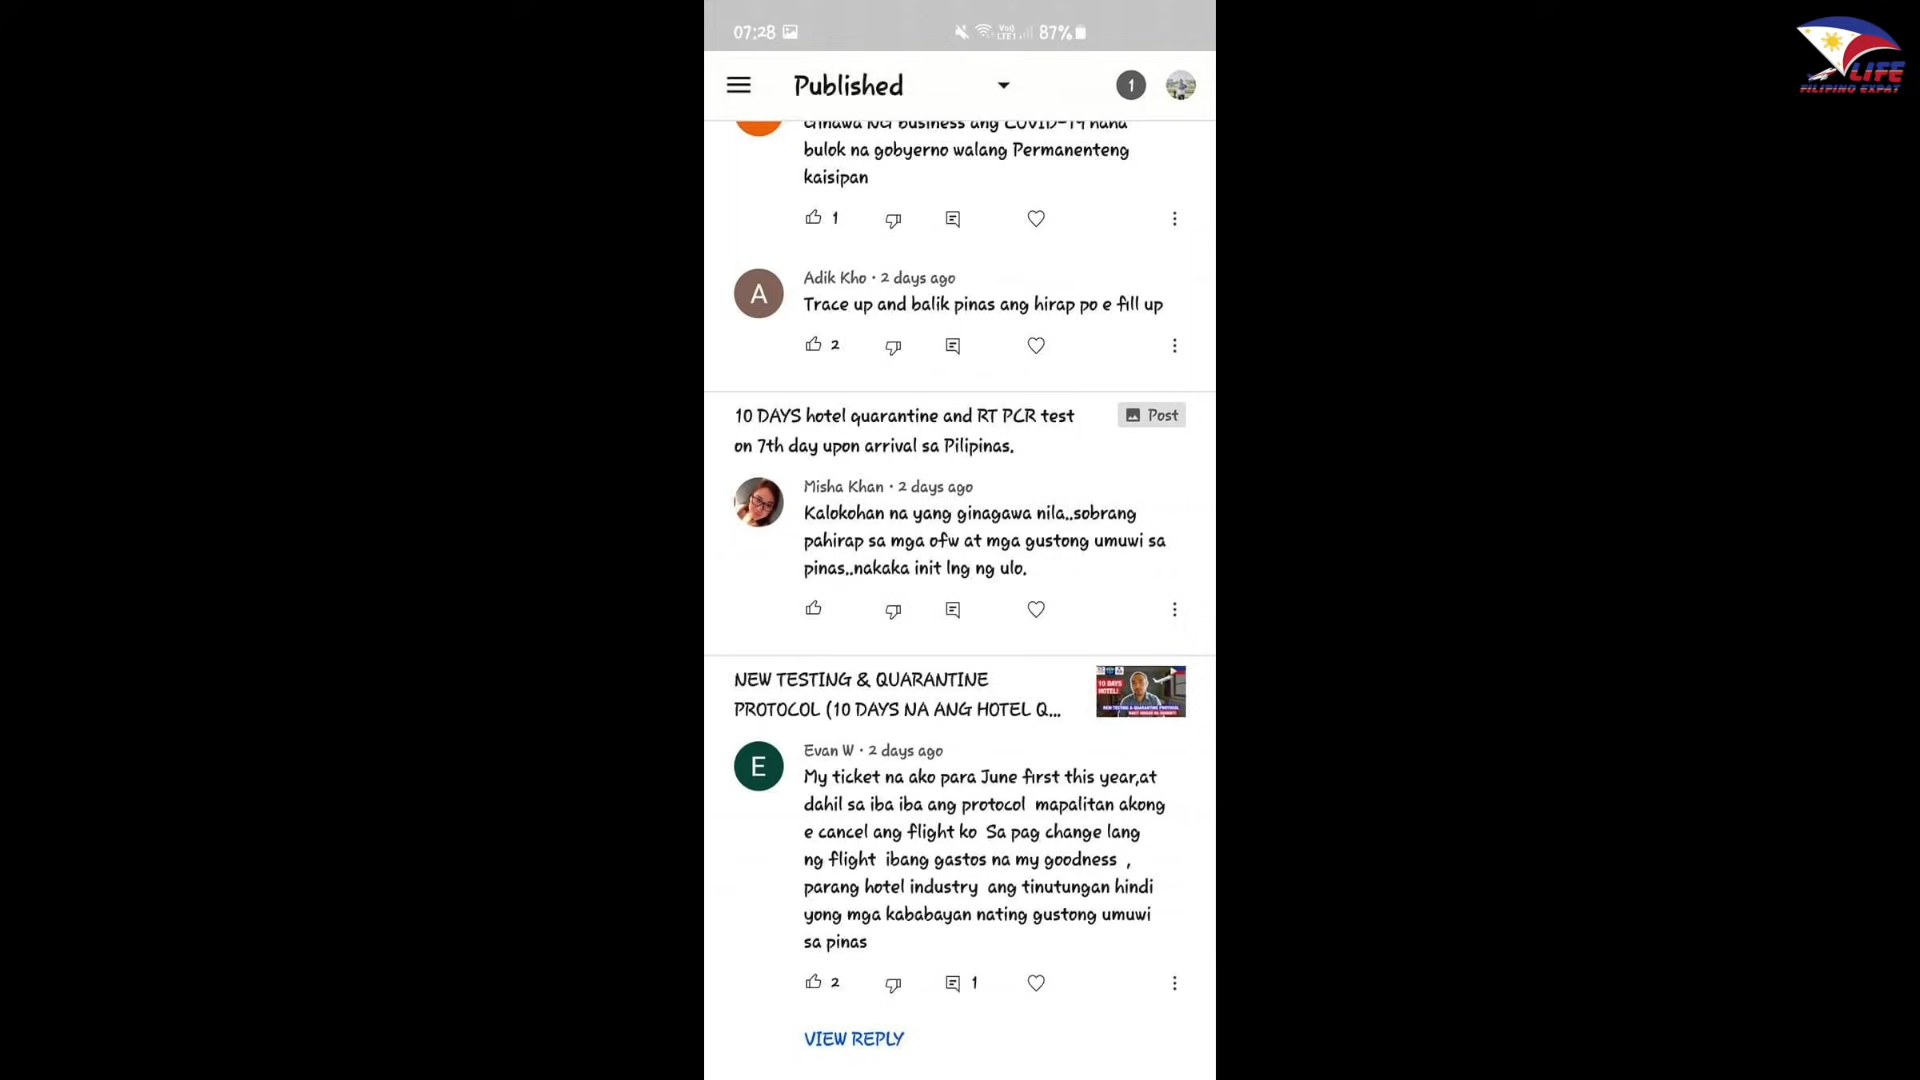 07:28
87%
LIFE
FILIPINO EXPAT
Published
1
bulok na gobyerno walang Permanenteng
kaisipan
1
A
Adik Kho · 2 days ago
Trace up and balik pinas ang hirap po e fill up
2
10 DAYS hotel quarantine and RT PCR test
on 7th day upon arrival sa Pilipinas.
Post
Misha Khan · 2 days ago
Kalokohan na yang ginagawa nila..sobrang
pahirap sa mga ofw at mga gustong umuwi sa
pinas..nakaka init lng ng ulo.
NEW TESTING & QUARANTINE
PROTOCOL (10 DAYS NA ANG HOTEL Q...
10 DAYS
HOTEL!
NEW TESTING & QUARANTINE PROTOCOL
E
Evan W · 2 days ago
My ticket na ako para June first this year,at
dahil sa iba iba ang protocol mapalitan akong
e cancel ang flight ko Sa pag change lang
ng flight ibang gastos na my goodness ,
parang hotel industry ang tinutungan hindi
yong mga kababayan nating gustong umuwi
sa pinas
2
1
VIEW REPLY